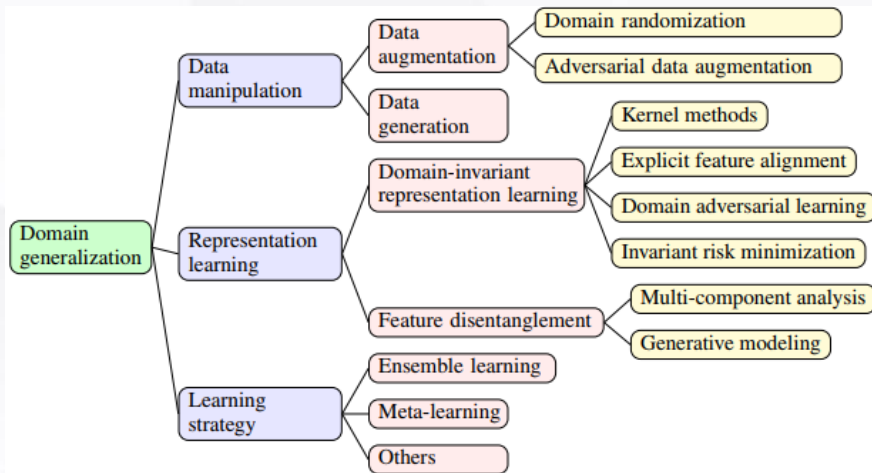 Domain
generalization
Data
manipulation
Data
augmentation
Domain randomization
Adversarial data augmentation
Data
generation
Representation
learning
Domain-invariant
representation learning
Kernel methods
Explicit feature alignment
Domain adversarial learning
Invariant risk minimization
Feature disentanglement
Multi-component analysis
Generative modeling
Learning
strategy
Ensemble learning
Meta-learning
Others